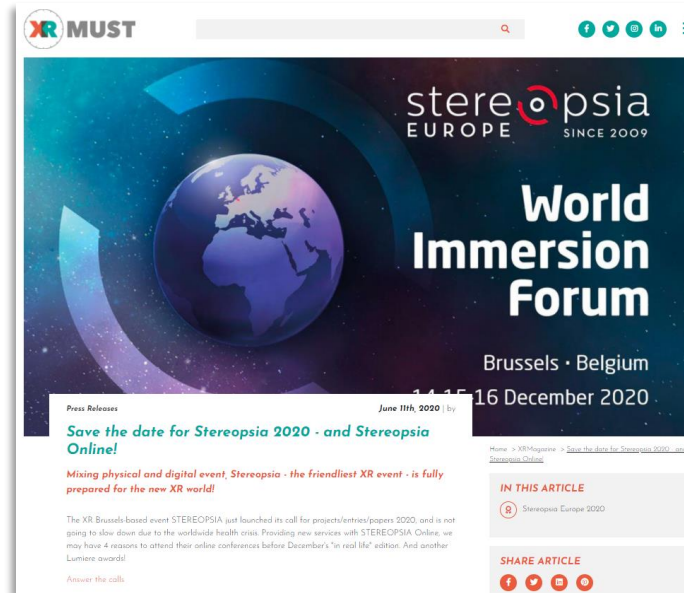 XR MUST
stereopsia
EUROPE SINCE 2009
World
Immersion
Forum
Brussels • Belgium
14-15-16 December 2020
Press Releases June 11th, 2020 | by
Save the date for Stereopsia 2020 - and Stereopsia
Online!
Mixing physical and digital event, Stereopsia - the friendliest XR event - is fully
prepared for the new XR world!
The XR Brussels-based event STEREOPSIA just launched its call for projects/entries/papers 2020, and is not
going to slow down due to the worldwide health crisis. Providing new services with STEREOPSIA Online, we
may have 4 reasons to attend their online conferences before December's "in real life" edition. And another
Lumiere awards!
Answer the calls
Home > XRMagazine > Save the date for Stereopsia 2020 - and
Stereopsia Online!
IN THIS ARTICLE
Stereopsia Europe 2020
SHARE ARTICLE